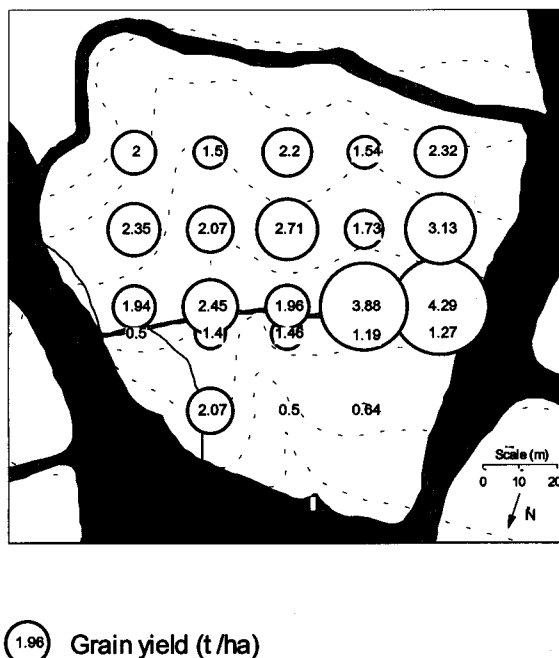 2 1.5 2.2 1.54 2.32
2.35 2.07 2.71 1.73 3.13
1.94 2.45 1.96 3.88 4.29
0.5 1.4 1.46 1.19 1.27
2.07 0.5 0.64
Scale (m)
0 10 20
N
1.96 Grain yield (t/ha)